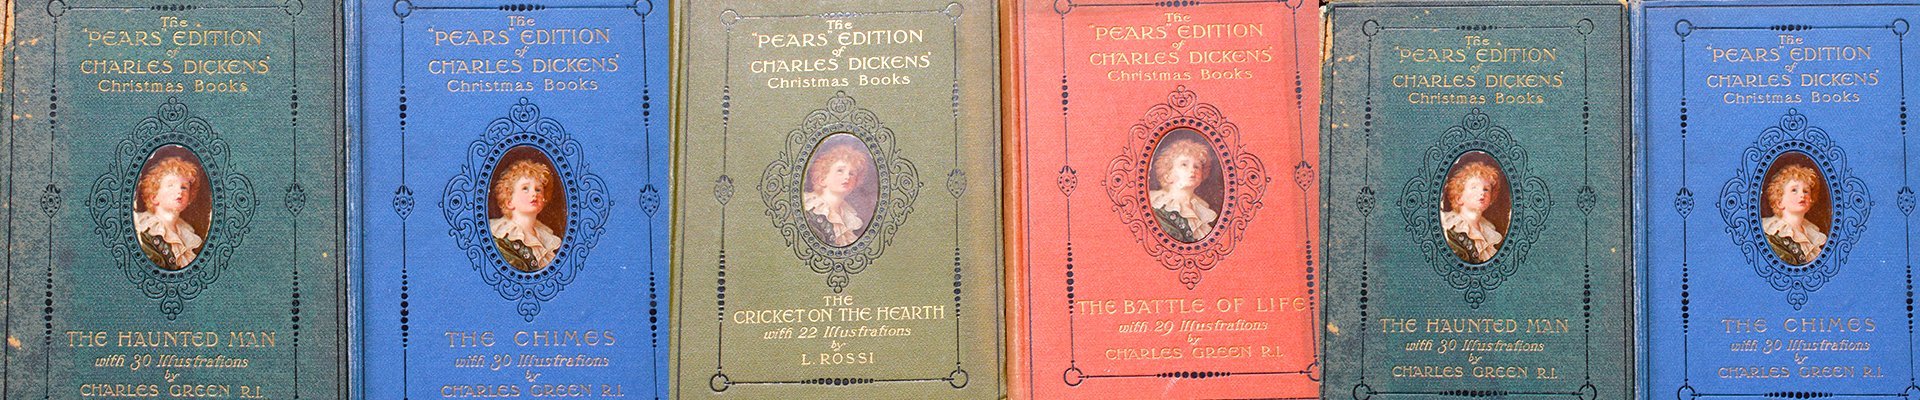 The
"PEARS" EDITION
of
CHARLES DICKENS'
Christmas Books
THE HAUNTED MAN
with 30 Illustrations
by
CHARLES GREEN R.I.
The
"PEARS" EDITION
of
CHARLES DICKENS'
Christmas Books
THE CHIMES
with 30 Illustrations
by
CHARLES GREEN R.I.
The
"PEARS" EDITION
of
CHARLES DICKENS'
Christmas Books
THE
CRICKET ON THE HEARTH
with 22 Illustrations
by
L. ROSSI
The
"PEARS" EDITION
of
CHARLES DICKENS'
Christmas Books
THE BATTLE OF LIFE
with 29 Illustrations
by
CHARLES GREEN R.I.
The
"PEARS" EDITION
of
CHARLES DICKENS'
Christmas Books
THE HAUNTED MAN
with 30 Illustrations
by
CHARLES GREEN R.I.
The
"PEARS" EDITION
of
CHARLES DICKENS'
Christmas Books
THE CHIMES
with 30 Illustrations
by
CHARLES GREEN R.I.